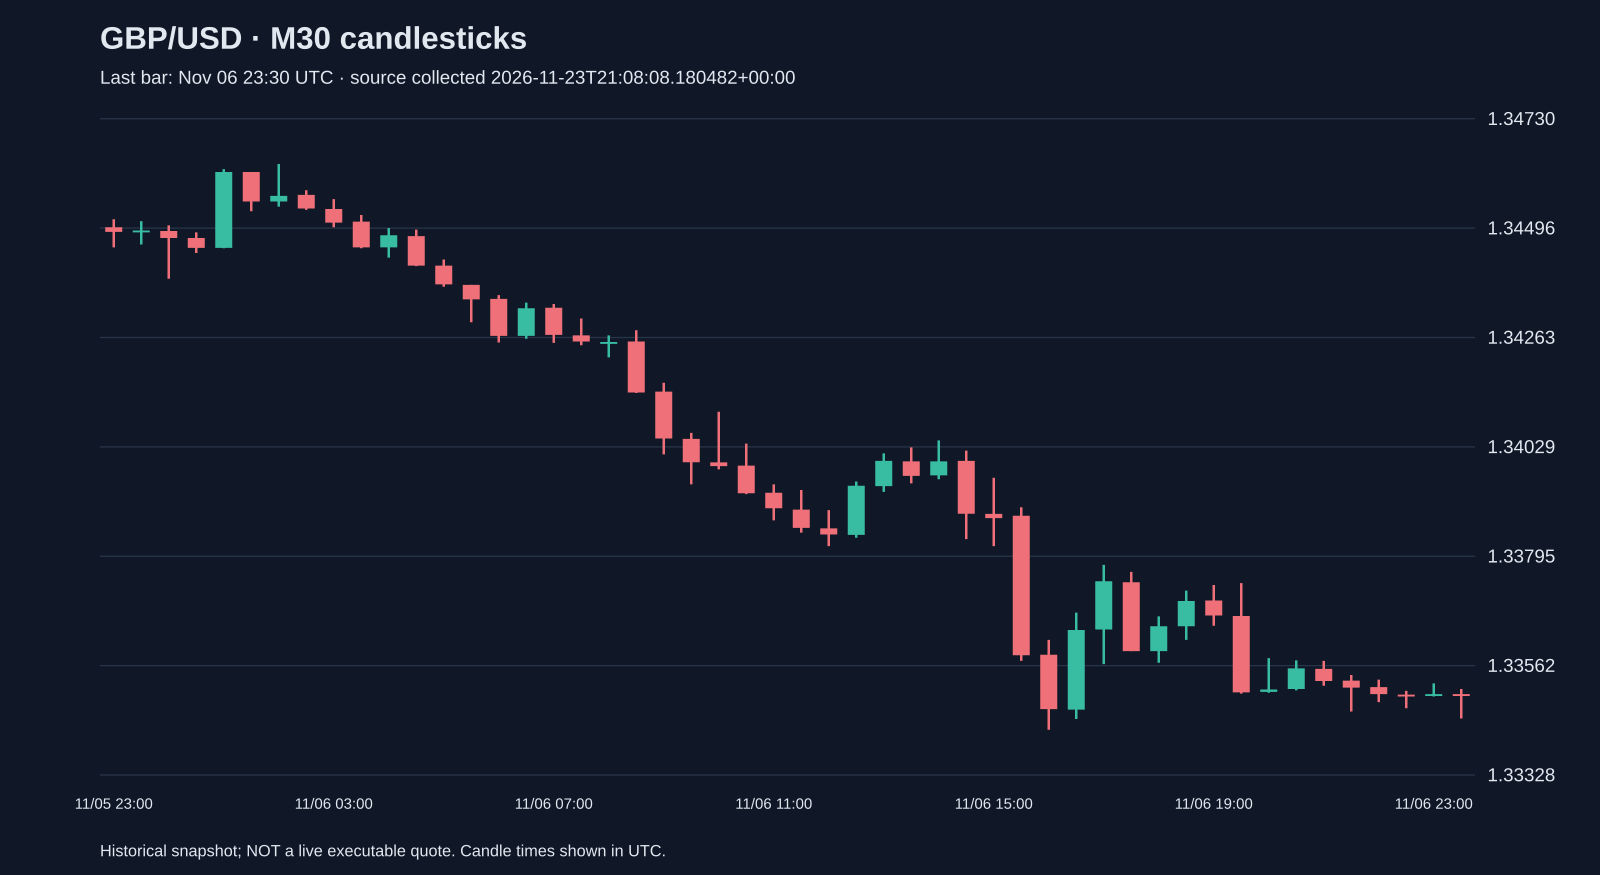 GBP/USD · M30 candlesticks
Last bar: Nov 06 23:30 UTC · source collected 2026-11-23T21:08:08.180482+00:00
1.34730
1.34496
1.34263
1.34029
1.33795
1.33562
1.33328
11/05 23:00 11/06 03:00 11/06 07:00 11/06 11:00 11/06 15:00 11/06 19:00 11/06 23:00
Historical snapshot; NOT a live executable quote. Candle times shown in UTC.